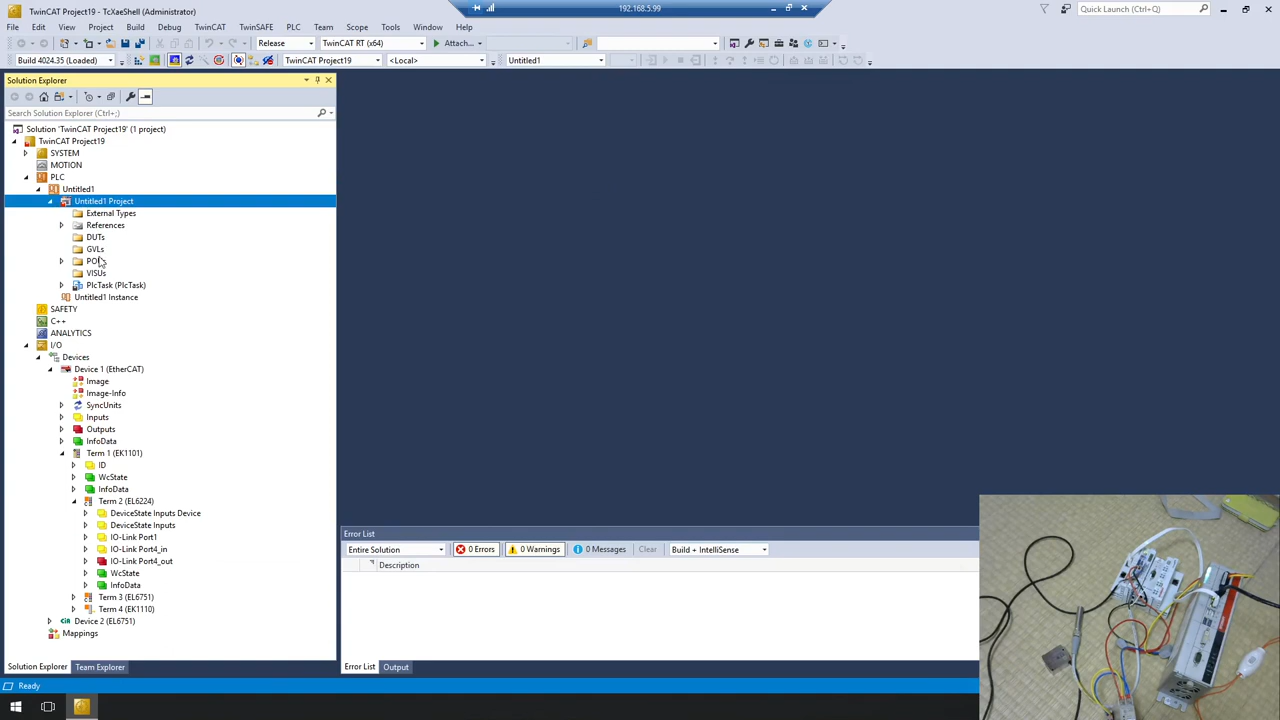 TwinCAT Project19 - TcXaeShell (Administrator)
192.168.5.99
Quick Launch (Ctrl+;)
File Edit View Project Build Debug TwinCAT TwinSAFE PLC Team Scope Tools Window Help
Release TwinCAT RT (x64) Attach...
Build 4024.35 (Loaded) TwinCAT Project19 <Local> Untitled1
Solution Explorer
Search Solution Explorer (Ctrl+;)
Solution 'TwinCAT Project19' (1 project)
TwinCAT Project19
SYSTEM
MOTION
PLC
Untitled1
Untitled1 Project
External Types
References
DUTs
GVLs
VISUs
PlcTask (PlcTask)
Untitled1 Instance
SAFETY
C++
ANALYTICS
I/O
Devices
Device 1 (EtherCAT)
Image
Image-Info
SyncUnits
Inputs
Outputs
InfoData
Term 1 (EK1101)
ID
WcState
InfoData
Term 2 (EL6224)
DeviceState Inputs Device
DeviceState Inputs
IO-Link Port1
IO-Link Port4_in
IO-Link Port4_out
WcState
InfoData
Term 3 (EL6751)
Term 4 (EK1110)
Device 2 (EL6751)
Mappings
Solution Explorer Team Explorer
Error List
Entire Solution 0 Errors 0 Warnings 0 Messages Clear Build + IntelliSense
Description
Error List Output
Ready